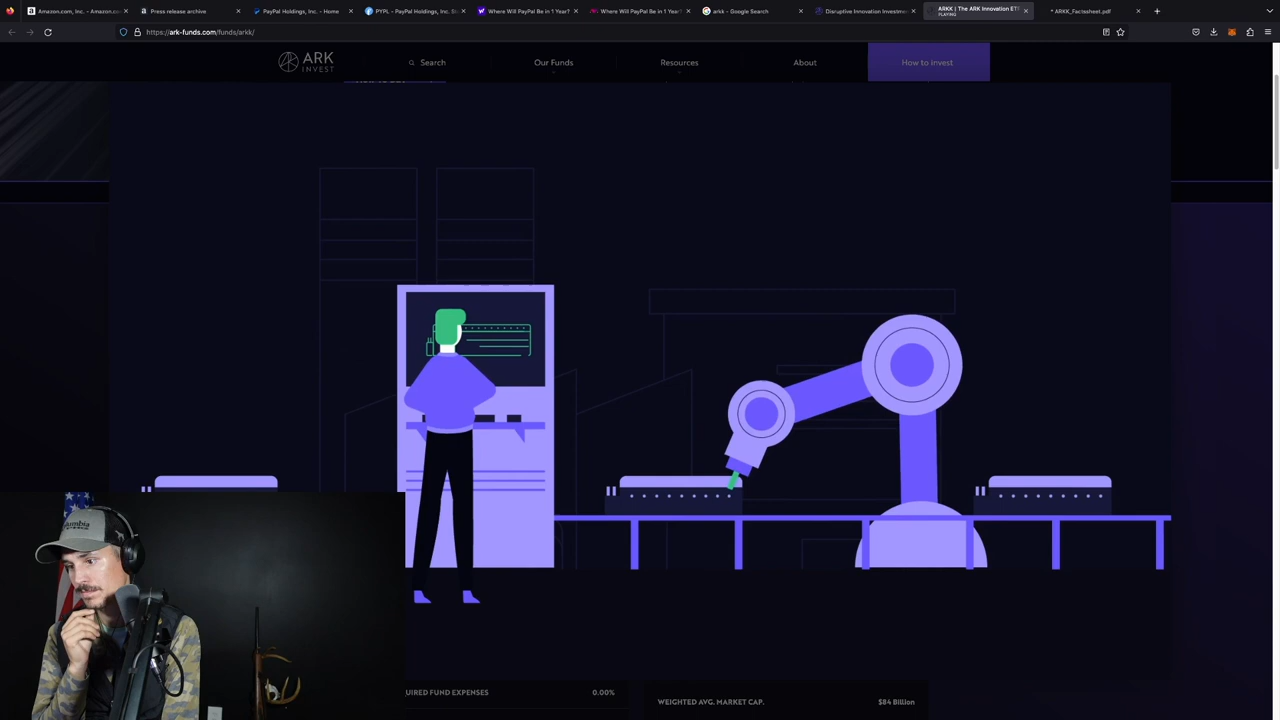 Amazon.com, Inc. - Amazon.co
Press release archive
PayPal Holdings, Inc. - Home
PYPL - PayPal Holdings, Inc. St
Where Will PayPal Be in 1 Year?
Where Will PayPal Be in 1 Year?
arkk - Google Search
Disruptive Innovation Investmen
ARKK | The ARK Innovation ETF
PLAYING
* ARKK_Factsheet.pdf
https://ark-funds.com/funds/arkk/
ARK INVEST
Search
Our Funds
Resources
About
How to invest
UIRED FUND EXPENSES 0.00%
WEIGHTED AVG. MARKET CAP. $84 Billion